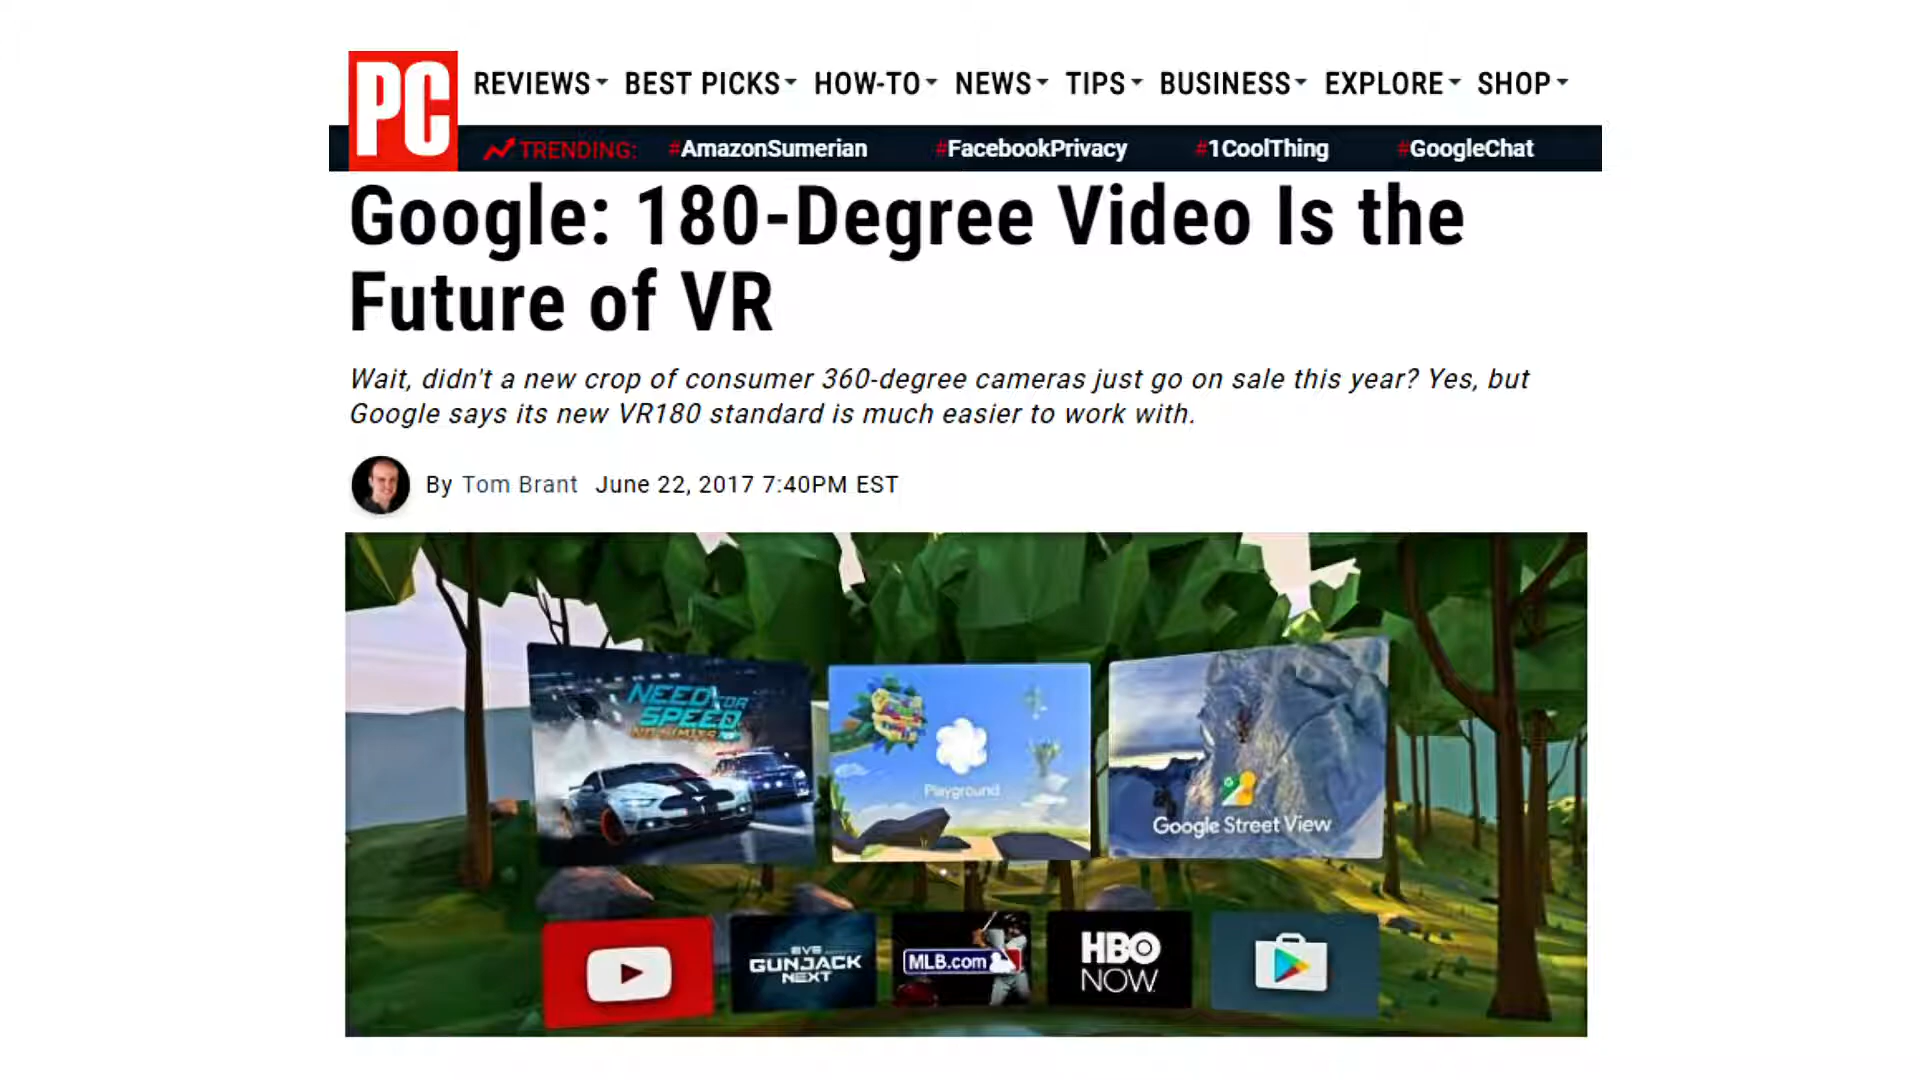 PC
REVIEWS BEST PICKS HOW-TO NEWS TIPS BUSINESS EXPLORE SHOP
TRENDING: #AmazonSumerian #FacebookPrivacy #1CoolThing #GoogleChat
Google: 180-Degree Video Is the
Future of VR
Wait, didn't a new crop of consumer 360-degree cameras just go on sale this year? Yes, but
Google says its new VR180 standard is much easier to work with.
By Tom Brant June 22, 2017 7:40PM EST
NEED FOR
SPEED
NO LIMITS VR
Playground
Google Street View
EVE
GUNJACK
NEXT
MLB.com
HBO
NOW